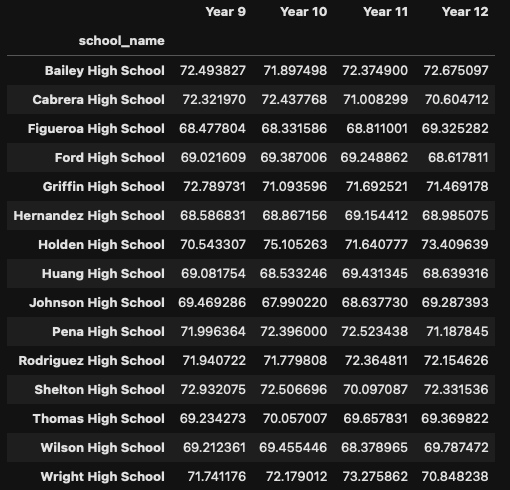 Year 9 Year 10 Year 11 Year 12
school_name
Bailey High School 72.493827 71.897498 72.374900 72.675097
Cabrera High School 72.321970 72.437768 71.008299 70.604712
Figueroa High School 68.477804 68.331586 68.811001 69.325282
Ford High School 69.021609 69.387006 69.248862 68.617811
Griffin High School 72.789731 71.093596 71.692521 71.469178
Hernandez High School 68.586831 68.867156 69.154412 68.985075
Holden High School 70.543307 75.105263 71.640777 73.409639
Huang High School 69.081754 68.533246 69.431345 68.639316
Johnson High School 69.469286 67.990220 68.637730 69.287393
Pena High School 71.996364 72.396000 72.523438 71.187845
Rodriguez High School 71.940722 71.779808 72.364811 72.154626
Shelton High School 72.932075 72.506696 70.097087 72.331536
Thomas High School 69.234273 70.057007 69.657831 69.369822
Wilson High School 69.212361 69.455446 68.378965 69.787472
Wright High School 71.741176 72.179012 73.275862 70.848238